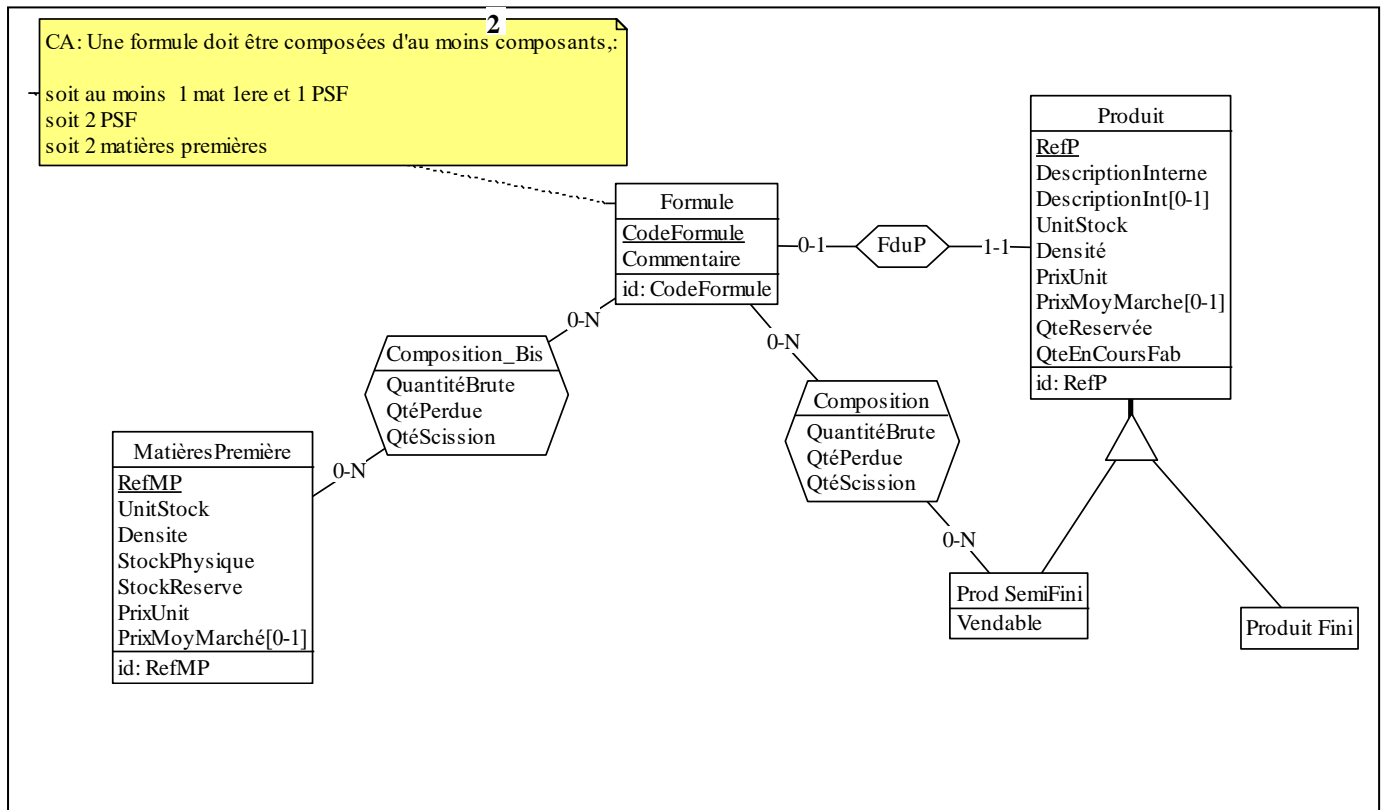 2
CA: Une formule doit être composées d'au moins composants,:
soit au moins 1 mat 1ere et 1 PSF
soit 2 PSF
soit 2 matières premières
Produit
RefP
DescriptionInterne
DescriptionInt[0-1]
UnitStock
Densité
PrixUnit
PrixMoyMarche[0-1]
QteReservée
QteEnCoursFab
id: RefP
Formule
CodeFormule
Commentaire
id: CodeFormule
0-1
FduP
1-1
0-N
0-N
Composition_Bis
QuantitéBrute
QtéPerdue
QtéScission
0-N
Composition
QuantitéBrute
QtéPerdue
QtéScission
0-N
MatièresPremière
RefMP
UnitStock
Densite
StockPhysique
StockReserve
PrixUnit
PrixMoyMarché[0-1]
id: RefMP
Prod SemiFini
Vendable
Produit Fini